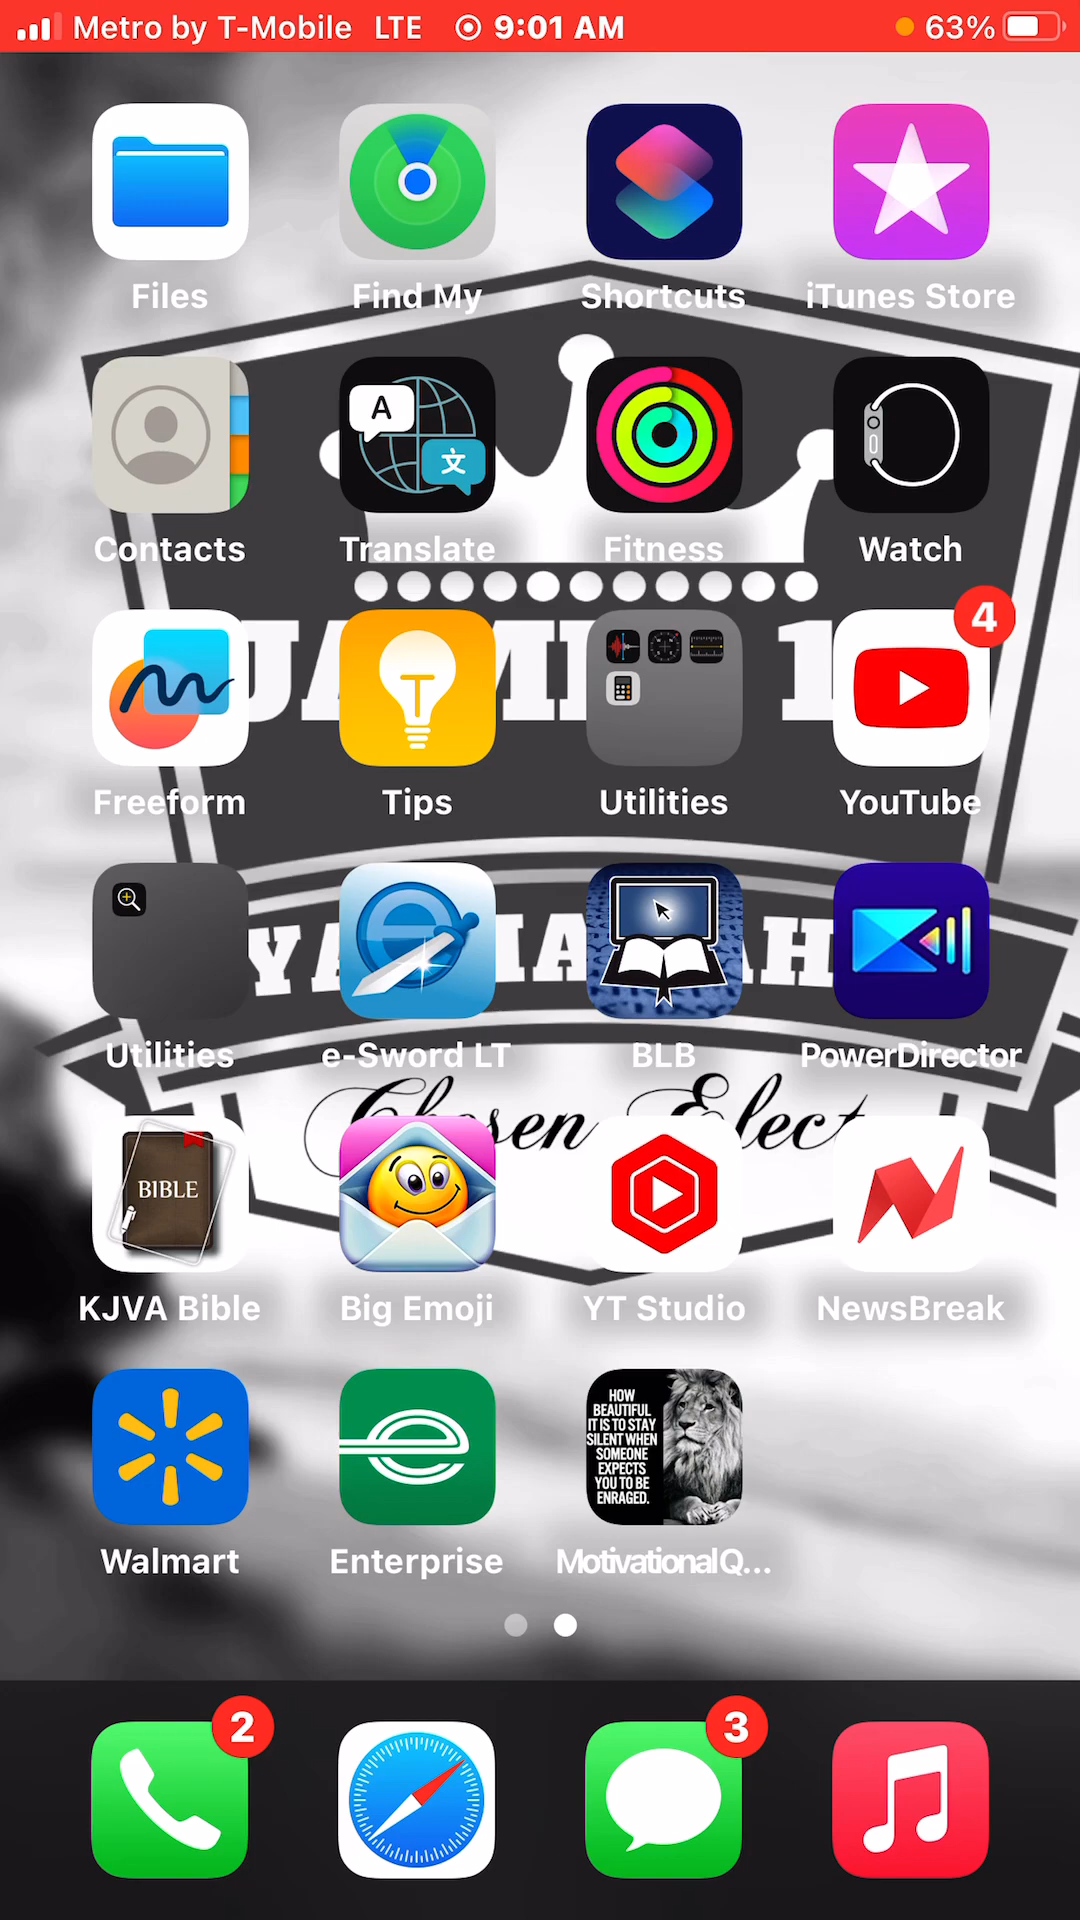 Metro by T-Mobile LTE 9:01 AM 63%
Files Find My Shortcuts iTunes Store
A 文
Contacts Translate Fitness Watch
4
Freeform Tips Utilities YouTube
Utilities e-Sword LT BLB PowerDirector
Chosen Elect
BIBLE
KJVA Bible Big Emoji YT Studio NewsBreak
HOW
BEAUTIFUL
IT IS TO STAY
SILENT WHEN
SOMEONE
EXPECTS
YOU TO BE
ENRAGED.
Walmart Enterprise MotivationalQ...
2 3